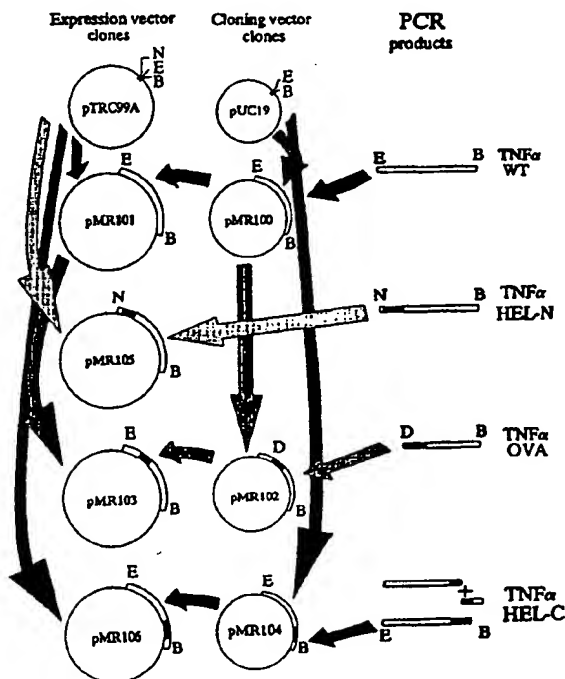 Expression vector clones
Cloning vector clones
PCR products
N
E
B
pTRC99A
E
B
pUC19
E
B
pMR101
E
B
pMR100
E
B
TNFα WT
N
B
pMR105
N
B
TNFα HEL-N
E
B
pMR103
D
B
pMR102
D
B
TNFα OVA
E
B
pMR106
E
B
pMR104
+
E
B
TNFα HEL-C